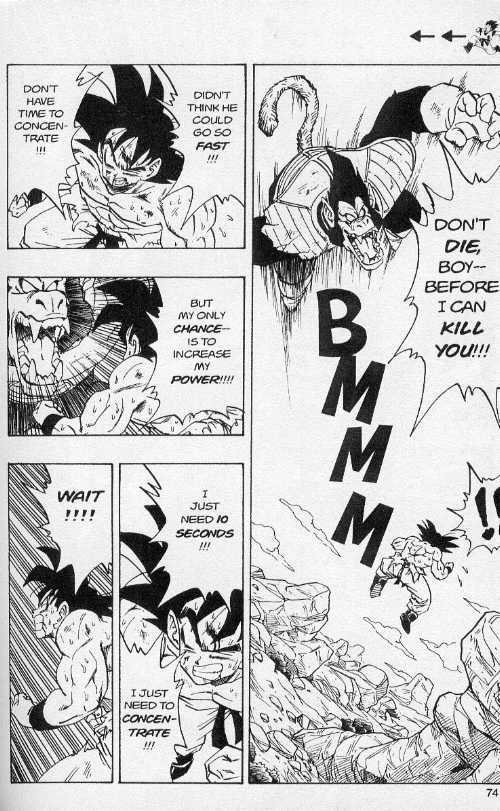 DON'T
DIE,
BOY--
BEFORE
I CAN
KILL
YOU!!!
BMMM
!!
DIDN'T
THINK HE
COULD
GO SO
FAST
!!!
DON'T
HAVE
TIME TO
CONCEN-
TRATE
!!!
BUT
MY ONLY
CHANCE--
IS TO
INCREASE
MY
POWER!!!!
I
JUST
NEED 10
SECONDS
!!!
I JUST
NEED TO
CONCEN-
TRATE
!!!
WAIT
!!!!
74